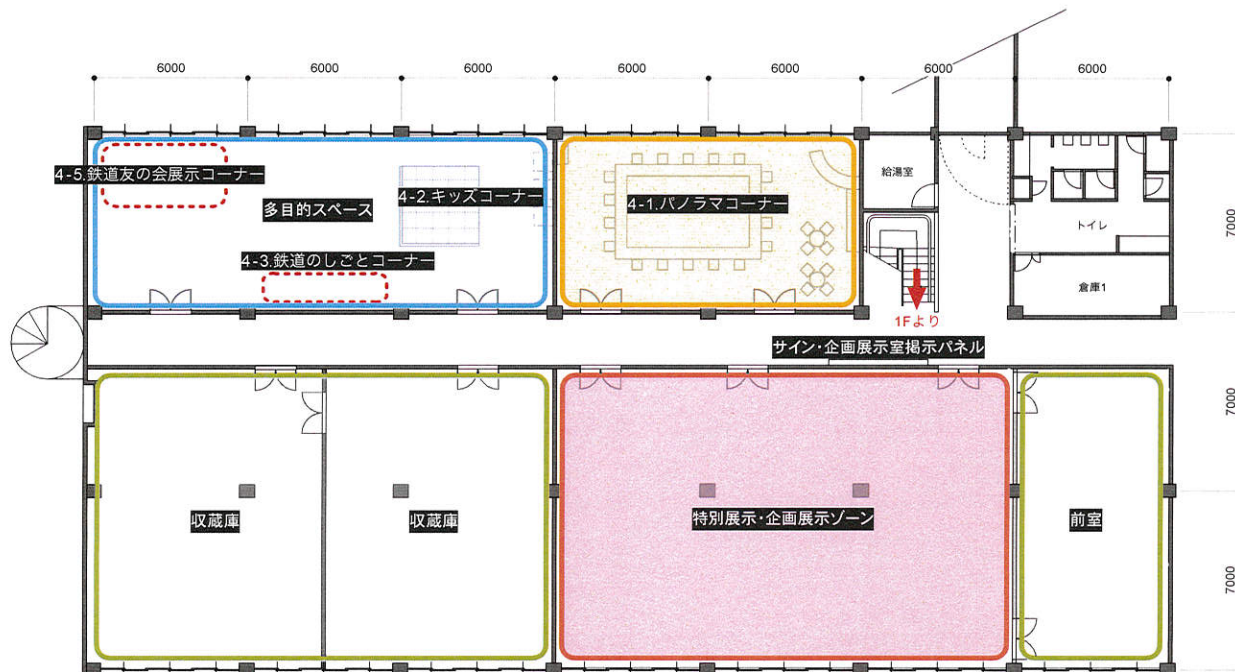 6000
6000
6000
6000
6000
6000
6000
4-5.鉄道友の会展示コーナー
多目的スペース
4-2.キッズコーナー
4-3.鉄道のしごとコーナー
4-1.パノラマコーナー
給湯室
トイレ
倉庫1
7000
1Fより
サイン・企画展示室掲示パネル
7000
収蔵庫
収蔵庫
特別展示・企画展示ゾーン
前室
7000